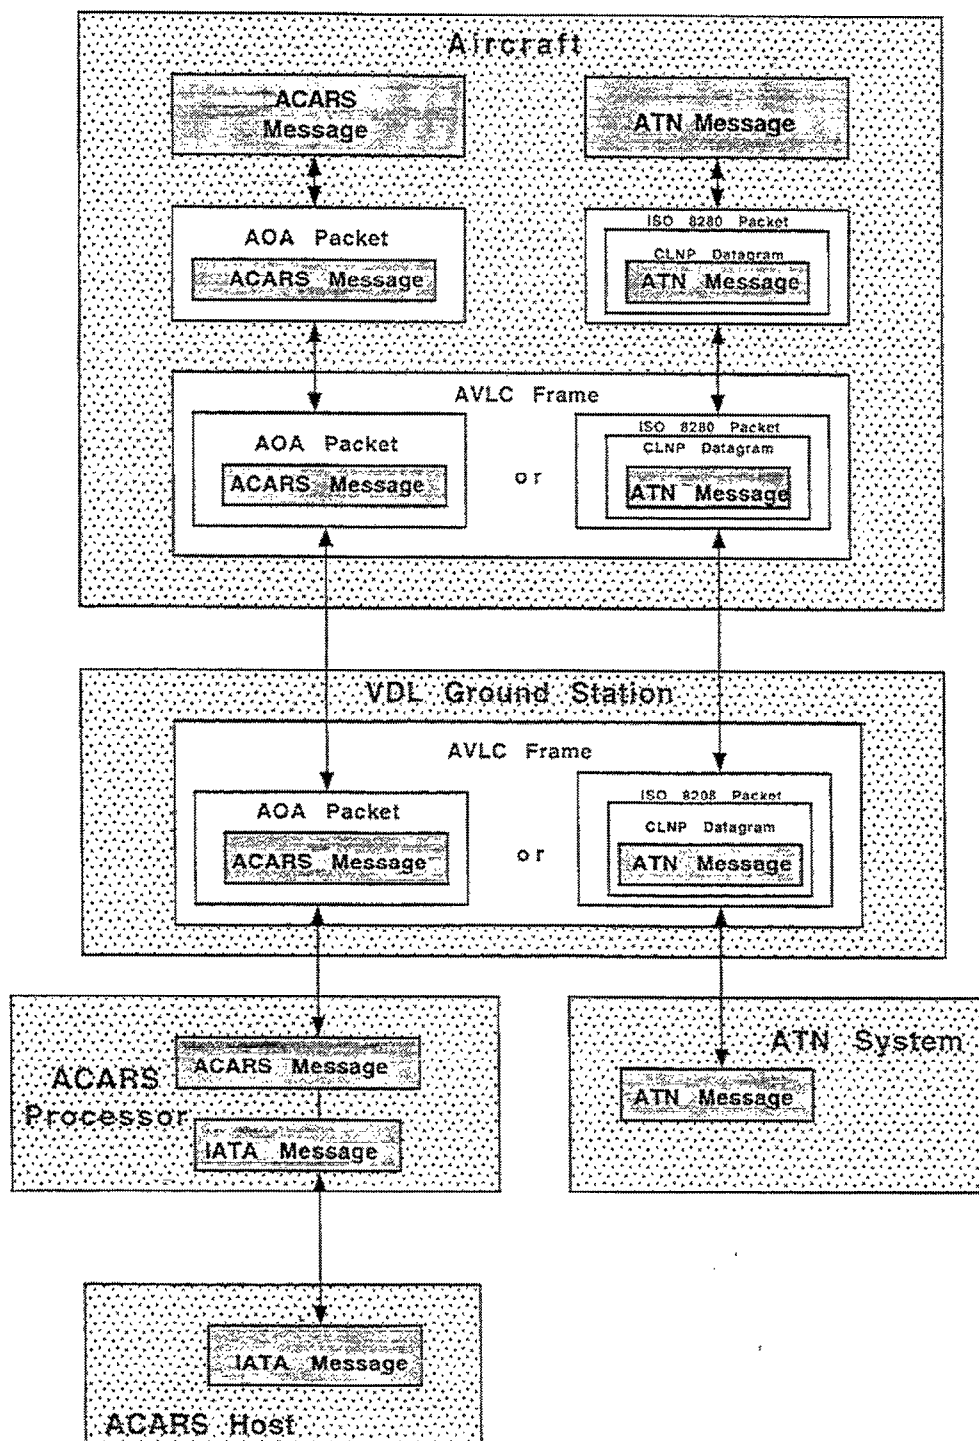 Aircraft
ACARS
Message
ATN Message
AOA Packet
ACARS Message
ISO 8280 Packet
CLNP Datagram
ATN Message
AVLC Frame
AOA Packet
ACARS Message
or
ISO 8280 Packet
CLNP Datagram
ATN Message
VDL Ground Station
AVLC Frame
AOA Packet
ACARS Message
or
ISO 8208 Packet
CLNP Datagram
ATN Message
ACARS
Processor
ACARS Message
IATA Message
ATN System
ATN Message
IATA Message
ACARS Host